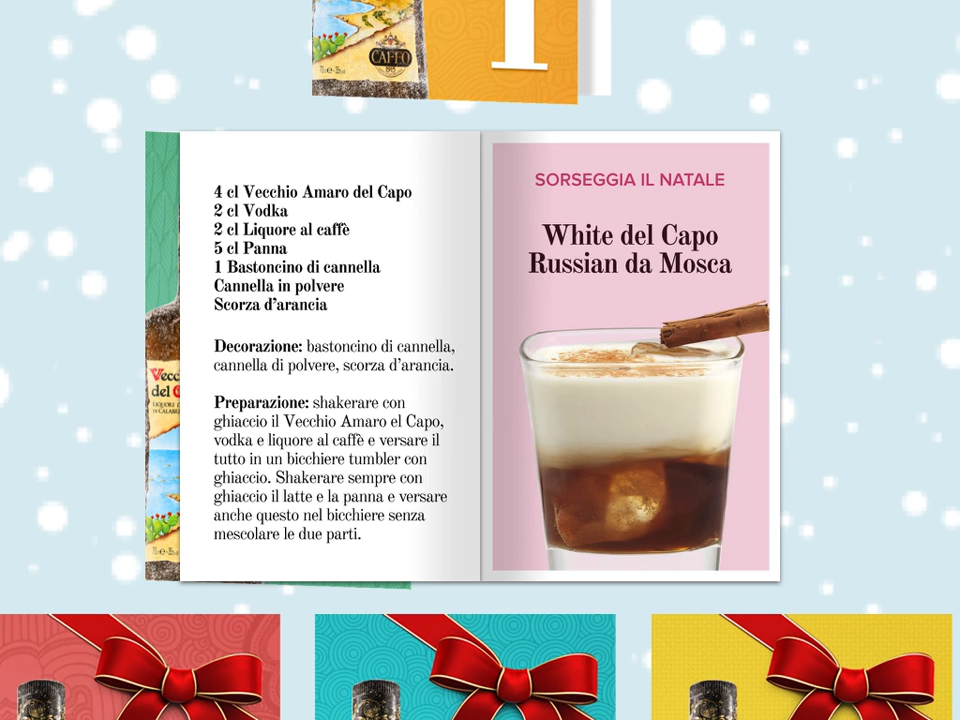 CAFFO
1
4 cl Vecchio Amaro del Capo
2 cl Vodka
2 cl Liquore al caffè
5 cl Panna
1 Bastoncino di cannella
Cannella in polvere
Scorza d'arancia
Decorazione: bastoncino di cannella,
cannella di polvere, scorza d'arancia.
Preparazione: shakerare con
ghiaccio il Vecchio Amaro el Capo,
vodka e liquore al caffè e versare il
tutto in un bicchiere tumbler con
ghiaccio. Shakerare sempre con
ghiaccio il latte e la panna e versare
anche questo nel bicchiere senza
mescolare le due parti.
SORSEGGIA IL NATALE
White del Capo
Russian da Mosca
Vecc
del C